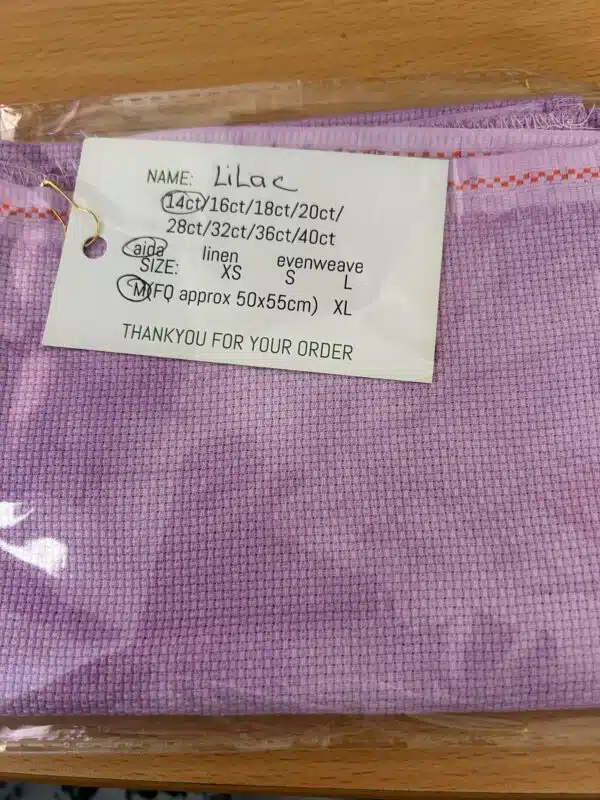 NAME: LiLac
14ct/16ct/18ct/20ct/
28ct/32ct/36ct/40ct
aida linen evenweave
SIZE: XS S L
M(FQ approx 50x55cm) XL
THANKYOU FOR YOUR ORDER